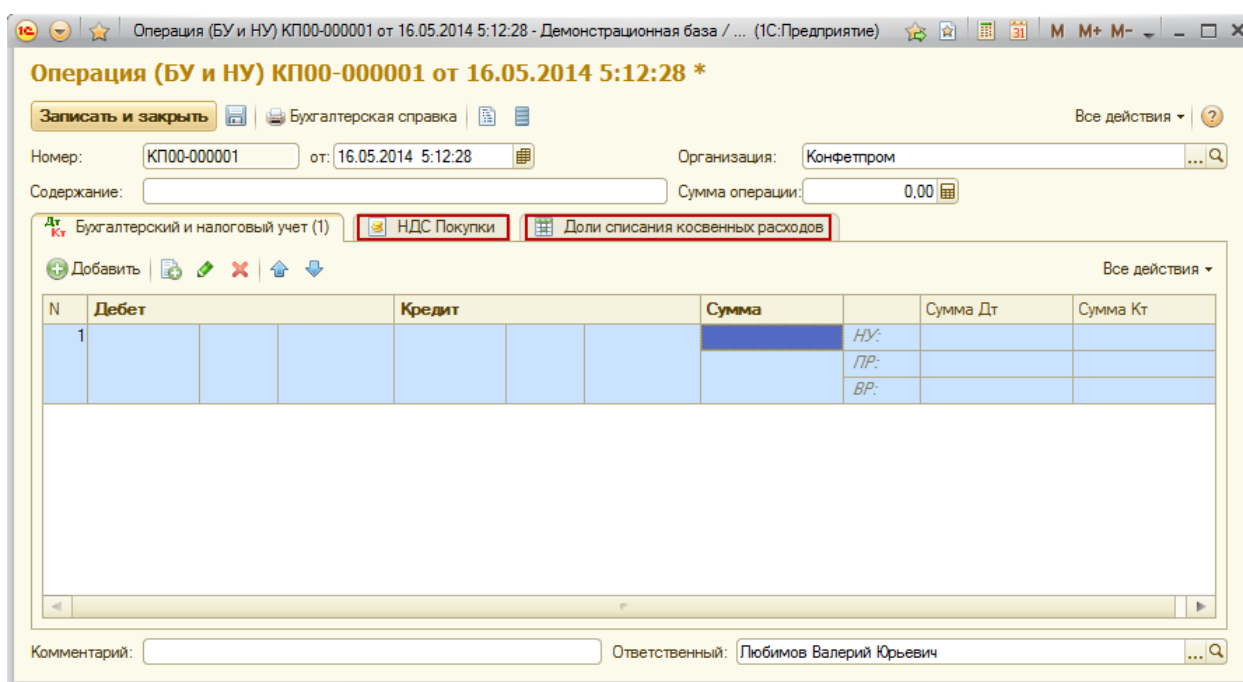 1С Операция (БУ и НУ) КП00-000001 от 16.05.2014 5:12:28 - Демонстрационная база / ... (1С:Предприятие) 31 M M+ M-
Операция (БУ и НУ) КП00-000001 от 16.05.2014 5:12:28 *
Записать и закрыть Бухгалтерская справка Все действия ?
Номер: КП00-000001 от: 16.05.2014 5:12:28 Организация: Конфетпром ...
Содержание: Сумма операции: 0,00
Дт Кт Бухгалтерский и налоговый учет (1) НДС Покупки Доли списания косвенных расходов
Добавить Все действия
N Дебет Кредит Сумма Сумма Дт Сумма Кт
1 НУ:
ПР:
ВР:
Комментарий: Ответственный: Любимов Валерий Юрьевич ...